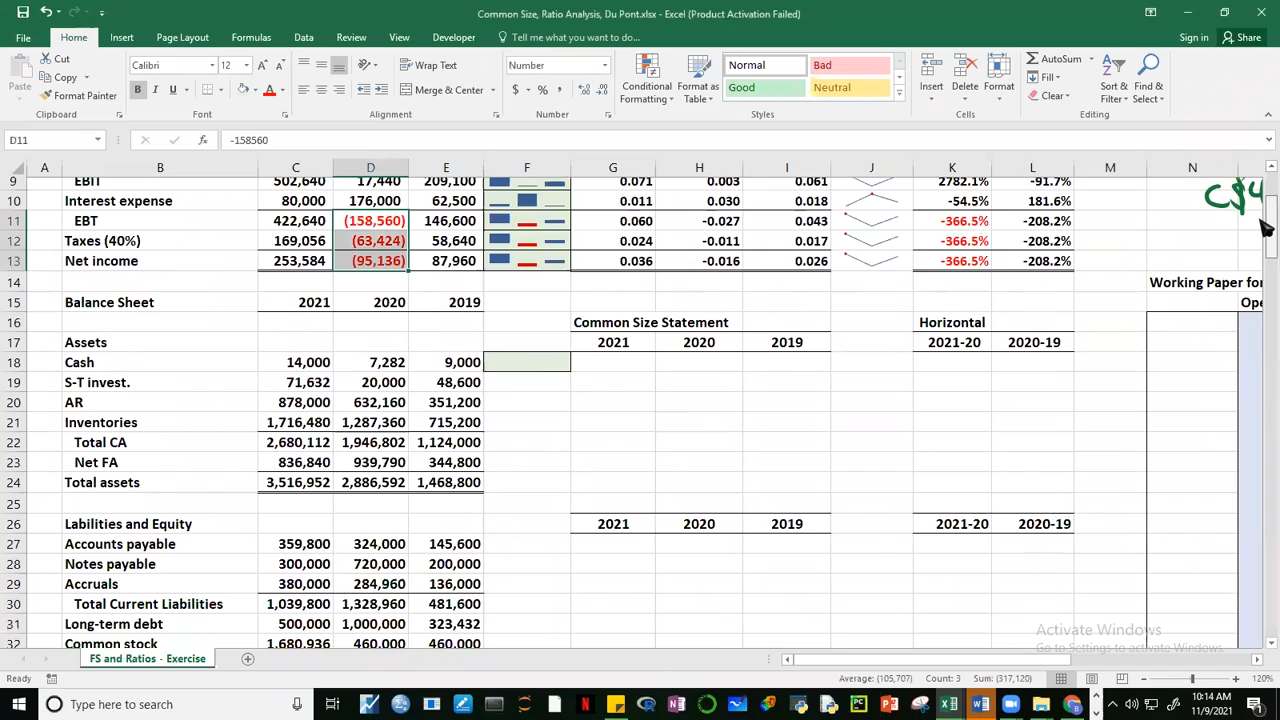 Common Size, Ratio Analysis, Du Pont.xlsx - Excel (Product Activation Failed)
File Home Insert Page Layout Formulas Data Review View Developer Tell me what you want to do... Sign in Share
Paste Cut Copy Format Painter Clipboard
Calibri 12 B I U Font
Wrap Text Merge & Center Alignment
Number $ % , Number
Conditional Formatting Format as Table Normal Bad Good Neutral Styles
Insert Delete Format Cells
AutoSum Fill Clear Sort & Filter Find & Select Editing
D11 fx -158560
A B C D E F G H I J K L M N
9 EBIT 502,640 17,440 209,100 0.071 0.003 0.061 2782.1% -91.7%
10 Interest expense 80,000 176,000 62,500 0.011 0.030 0.018 -54.5% 181.6% C$4
11 EBT 422,640 (158,560) 146,600 0.060 -0.027 0.043 -366.5% -208.2%
12 Taxes (40%) 169,056 (63,424) 58,640 0.024 -0.011 0.017 -366.5% -208.2%
13 Net income 253,584 (95,136) 87,960 0.036 -0.016 0.026 -366.5% -208.2%
14 Working Paper for
15 Balance Sheet 2021 2020 2019 Ope
16 Common Size Statement Horizontal
17 Assets 2021 2020 2019 2021-20 2020-19
18 Cash 14,000 7,282 9,000
19 S-T invest. 71,632 20,000 48,600
20 AR 878,000 632,160 351,200
21 Inventories 1,716,480 1,287,360 715,200
22 Total CA 2,680,112 1,946,802 1,124,000
23 Net FA 836,840 939,790 344,800
24 Total assets 3,516,952 2,886,592 1,468,800
25
26 Labilities and Equity 2021 2020 2019 2021-20 2020-19
27 Accounts payable 359,800 324,000 145,600
28 Notes payable 300,000 720,000 200,000
29 Accruals 380,000 284,960 136,000
30 Total Current Liabilities 1,039,800 1,328,960 481,600
31 Long-term debt 500,000 1,000,000 323,432
32 Common stock 1,680,936 460,000 460,000
Activate Windows
Go to Settings to activate Windows.
FS and Ratios - Exercise
Ready Average: (105,707) Count: 3 Sum: (317,120) 120%
Type here to search
10:14 AM
11/9/2021